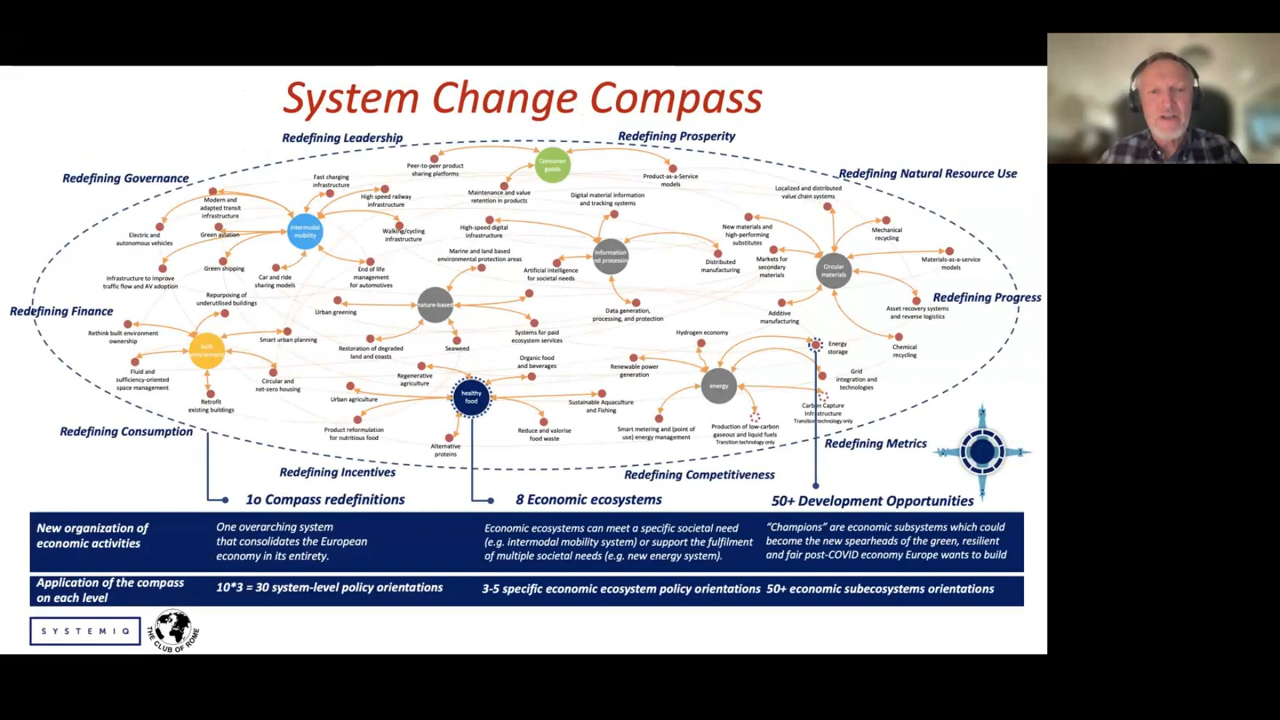 System Change Compass
Redefining Leadership
Redefining Prosperity
Redefining Governance
Redefining Natural Resource Use
Redefining Finance
Redefining Progress
Redefining Consumption
Redefining Metrics
Redefining Incentives
Redefining Competitiveness
Consumer
goods
Peer-to-peer product
sharing platforms
Maintenance and value
retention in products
Product-as-a-Service
models
intermodal
mobility
Fast charging
infrastructure
Modern and
adapted transit
infrastructure
High speed railway
infrastructure
Electric and
autonomous vehicles
Green aviation
Walking/cycling
infrastructure
Infrastructure to improve
traffic flow and AV adoption
Green shipping
Car and ride
sharing models
End of life
management
for automotives
Information
nd processin
Digital material information
and tracking systems
High-speed digital
infrastructure
Artificial intelligence
for societal needs
Distributed
manufacturing
Data generation,
processing, and protection
Circular
materials
Localized and distributed
value chain systems
New materials and
high-performing
substitutes
Mechanical
recycling
Markets for
secondary
materials
Materials-as-a-service
models
Additive
manufacturing
Asset recovery systems
and reverse logistics
Chemical
recycling
nature-based
Marine and land based
environmental protection areas
Urban greening
Systems for paid
ecosystem services
Restoration of degraded
land and coasts
Seaweed
built
environment
Repurposing of
underutilised buildings
Rethink built environment
ownership
Smart urban planning
Fluid and
sufficiency-oriented
space management
Circular and
net-zero housing
Retrofit
existing buildings
healthy
food
Regenerative
agriculture
Organic food
and beverages
Urban agriculture
Sustainable Aquaculture
and Fishing
Product reformulation
for nutritious food
Alternative
proteins
Reduce and valorise
food waste
energy
Hydrogen economy
Renewable power
generation
Energy
storage
Grid
integration and
technologies
Carbon Capture
Infrastructure
Transition technology only
Smart metering and (point of
use) energy management
Production of low-carbon
gaseous and liquid fuels
Transition technology only
1o Compass redefinitions
8 Economic ecosystems
50+ Development Opportunities
New organization of
economic activities
One overarching system
that consolidates the European
economy in its entirety.
Economic ecosystems can meet a specific societal need
(e.g. intermodal mobility system) or support the fulfilment
of multiple societal needs (e.g. new energy system).
“Champions” are economic subsystems which could
become the new spearheads of the green, resilient
and fair post-COVID economy Europe wants to build
Application of the compass
on each level
10*3 = 30 system-level policy orientations
3-5 specific economic ecosystem policy orientations
50+ economic subecosystems orientations
SYSTEMIQ
THE CLUB OF ROME